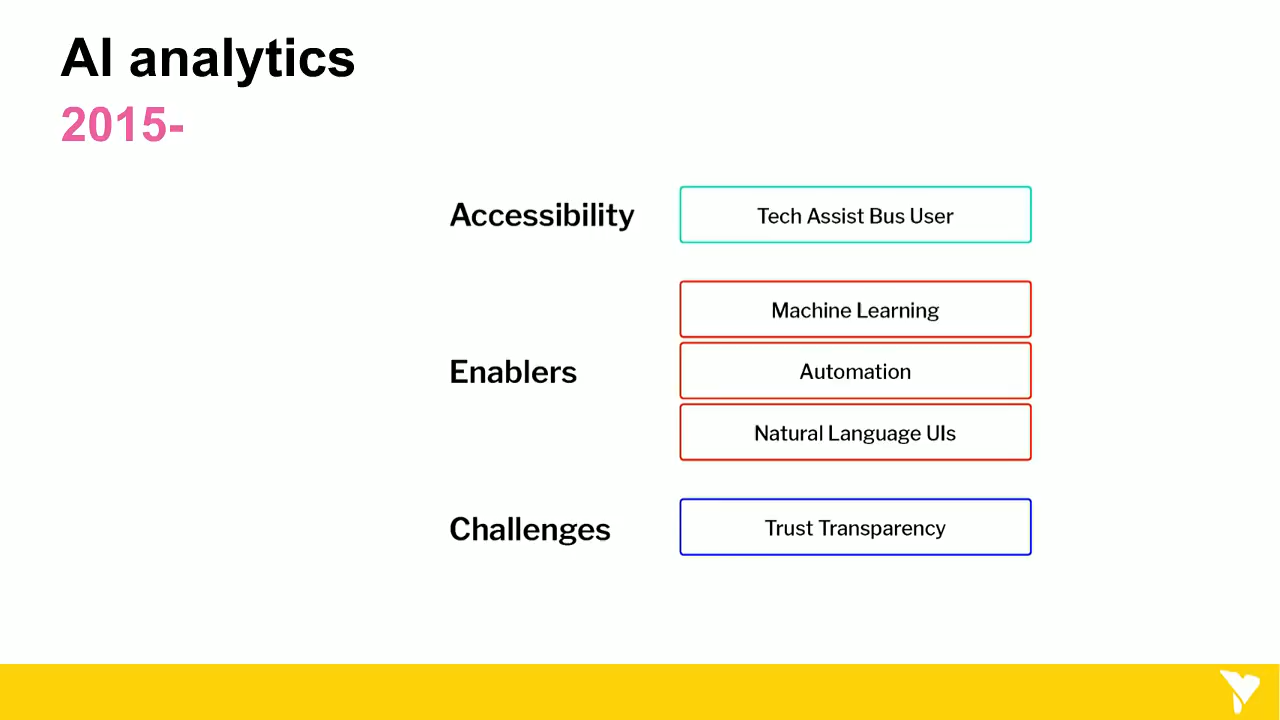 AI analytics
2015-
Accessibility
Tech Assist Bus User
Machine Learning
Enablers
Automation
Natural Language UIs
Challenges
Trust Transparency